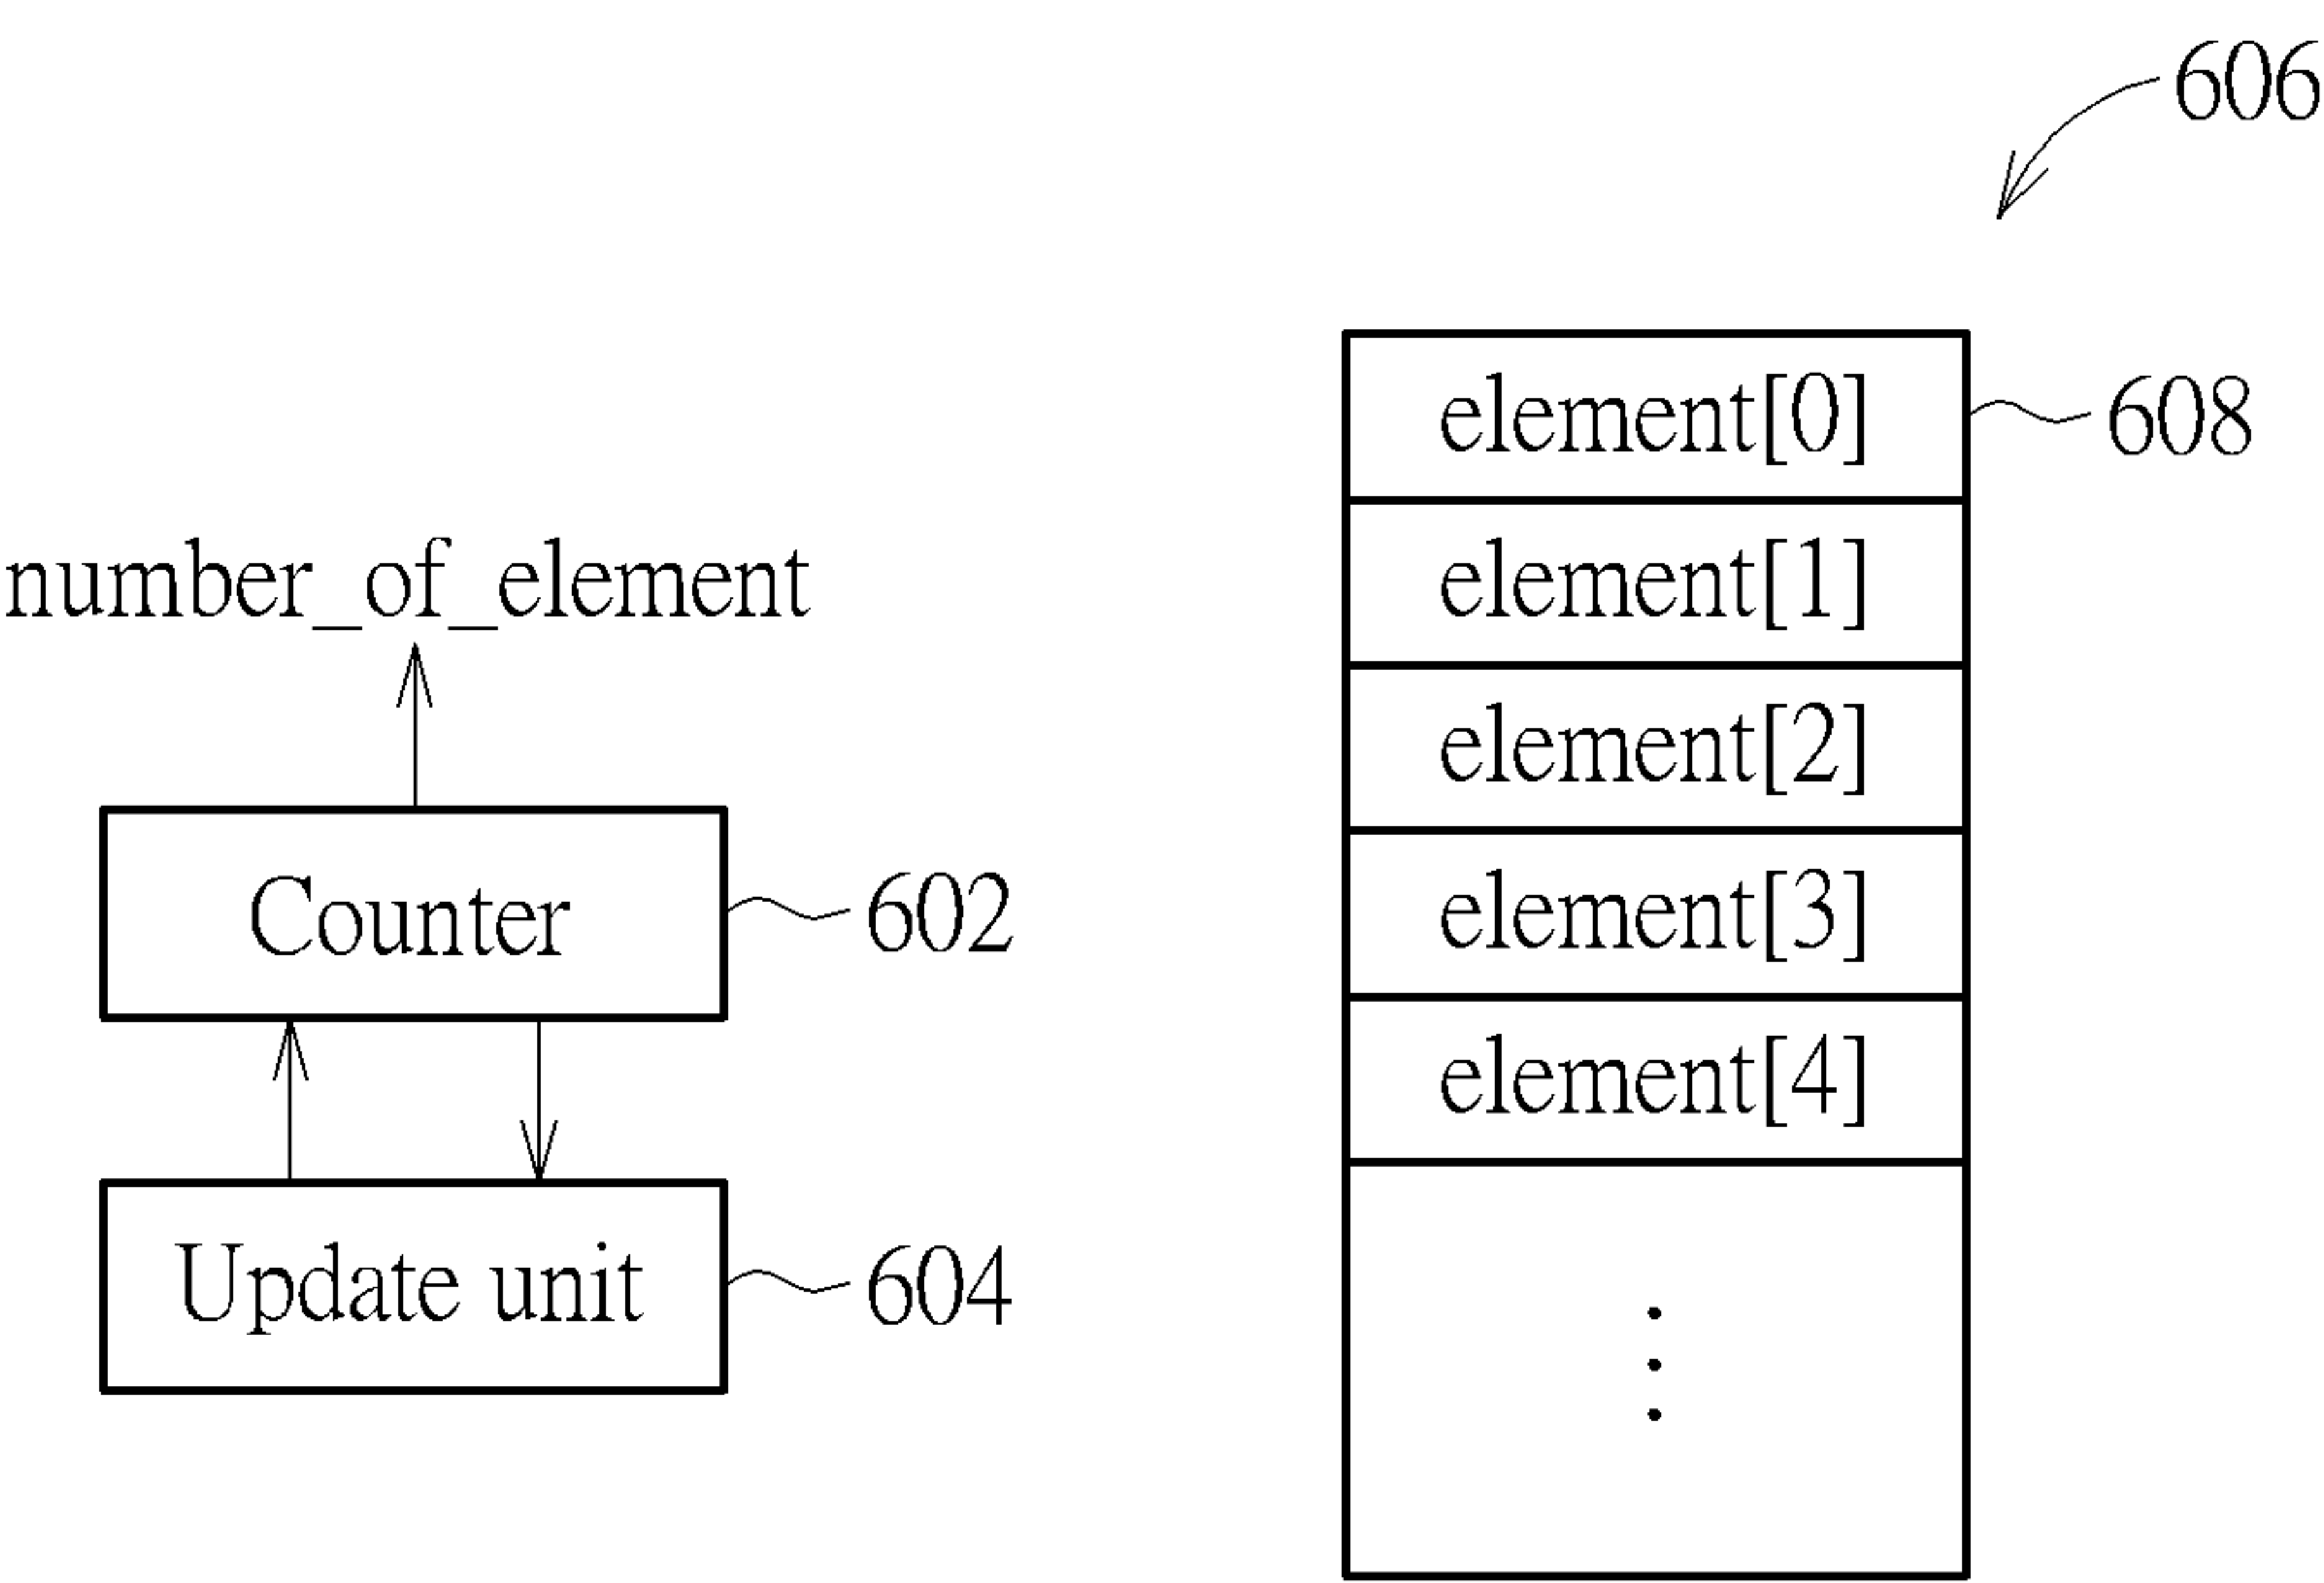 606
element[0]
608
number_of_element
element[1]
element[2]
Counter
602
element[3]
element[4]
Update unit
604